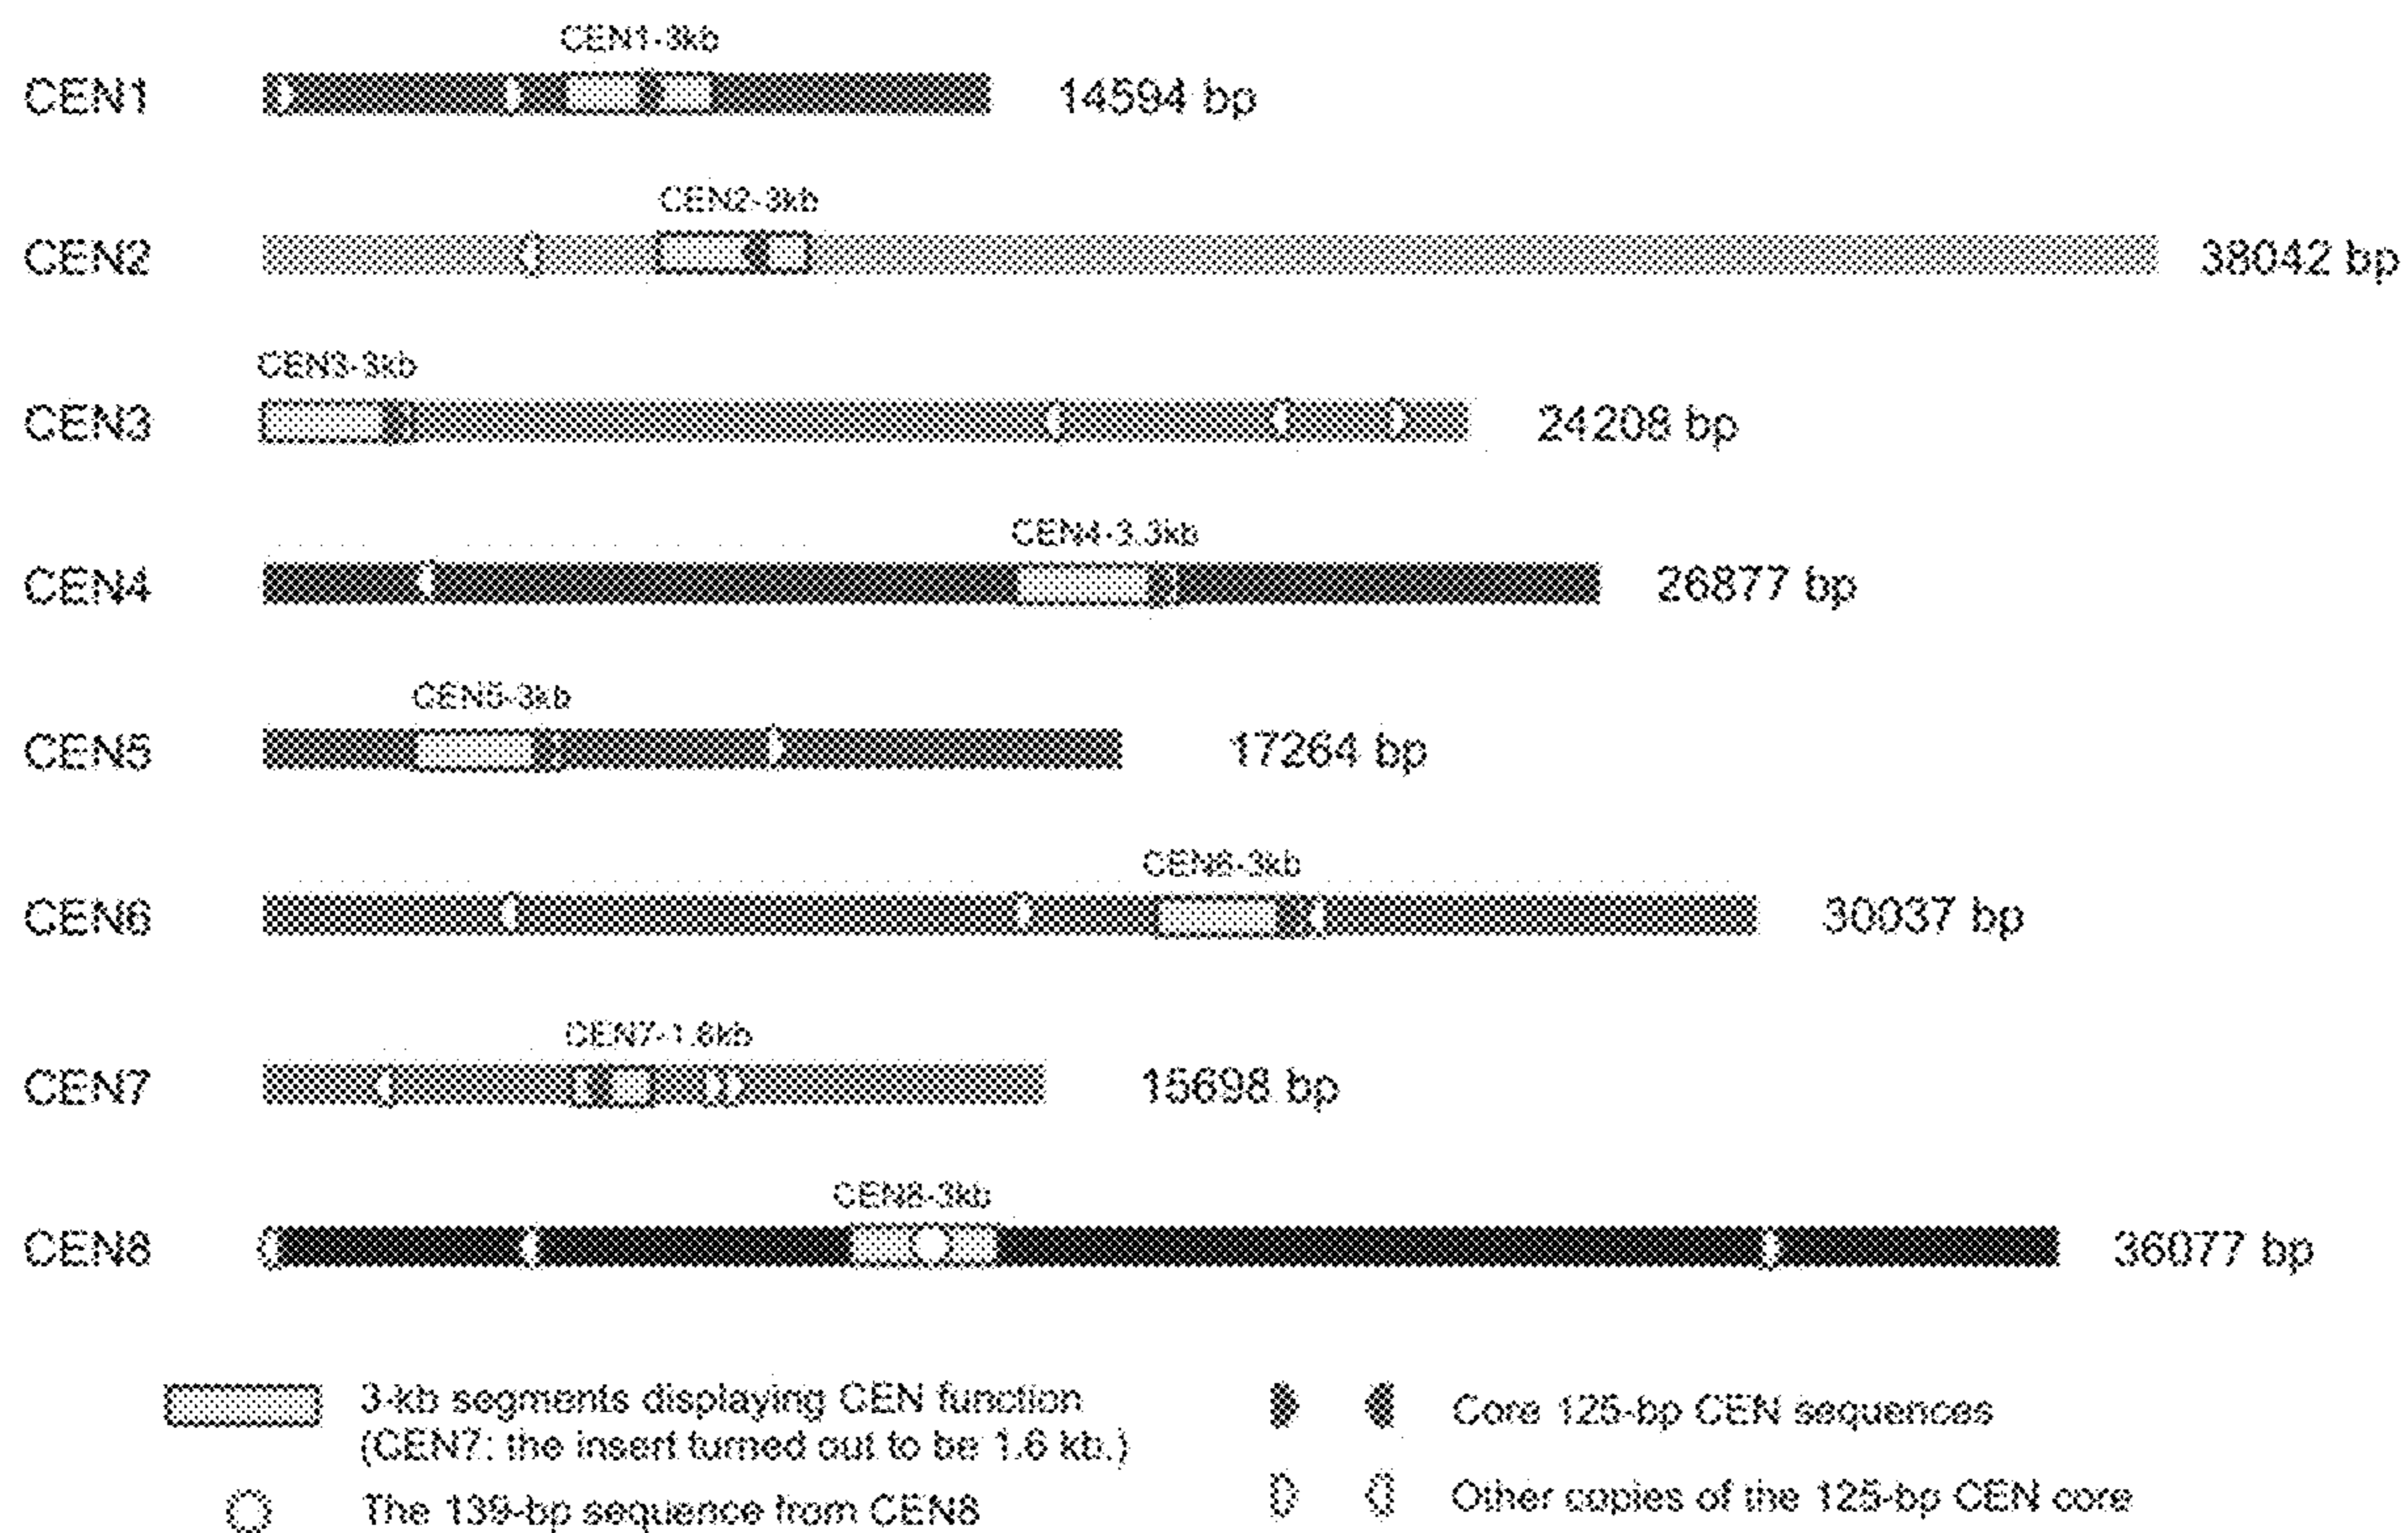 CEN1-3kb
CEN1 14594 bp
CEN2-3kb
CEN2 38042 bp
CEN3-3kb
CEN3 24208 bp
CEN4-3.3kb
CEN4 26877 bp
CEN5-3kb
CEN5 17264 bp
CEN6-3kb
CEN6 30037 bp
CEN7-1.6kb
CEN7 15698 bp
CEN8-3kb
CEN8 36077 bp
3-kb segments displaying CEN function
(CEN7: the insert turned out to be 1.6 kb.)
The 139-bp sequence from CEN8
Core 125-bp CEN sequences
Other copies of the 125-bp CEN core